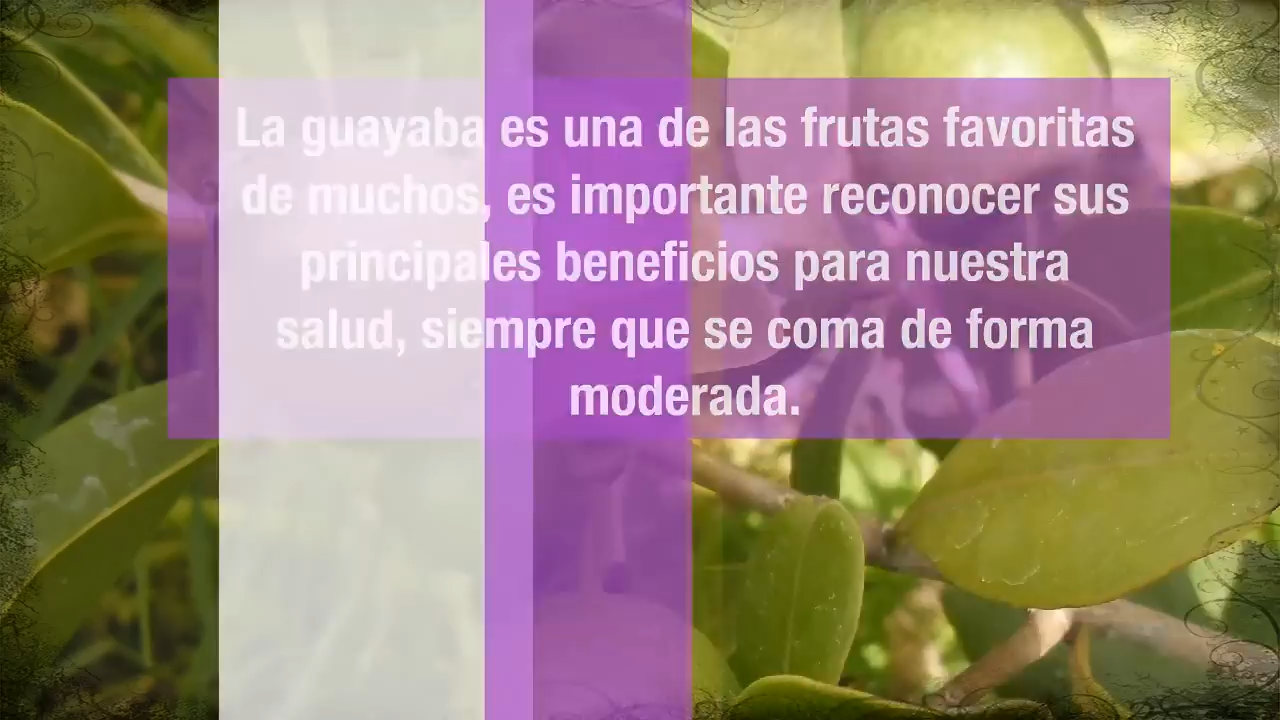 La guayaba es una de las frutas favoritas
de muchos, es importante reconocer sus
principales beneficios para nuestra
salud, siempre que se coma de forma
moderada.